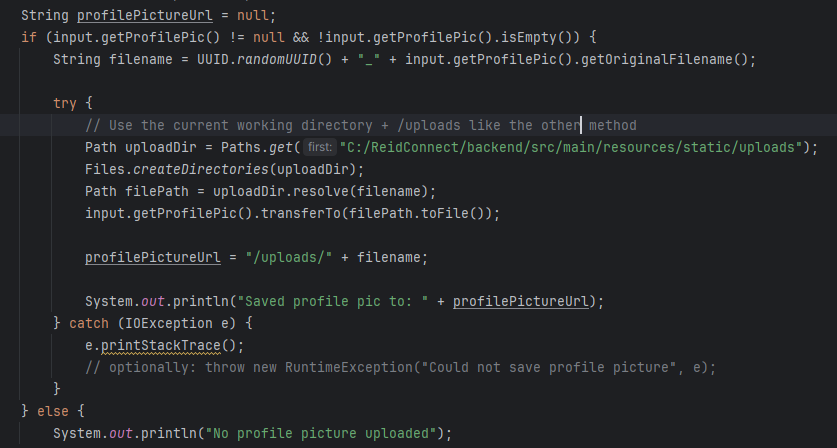 String profilePictureUrl = null;
if (input.getProfilePic() != null && !input.getProfilePic().isEmpty()) {
String filename = UUID.randomUUID() + "_" + input.getProfilePic().getOriginalFilename();
try {
// Use the current working directory + /uploads like the other method
Path uploadDir = Paths.get( first: "C:/ReidConnect/backend/src/main/resources/static/uploads");
Files.createDirectories(uploadDir);
Path filePath = uploadDir.resolve(filename);
input.getProfilePic().transferTo(filePath.toFile());
profilePictureUrl = "/uploads/" + filename;
System.out.println("Saved profile pic to: " + profilePictureUrl);
} catch (IOException e) {
e.printStackTrace();
// optionally: throw new RuntimeException("Could not save profile picture", e);
}
} else {
System.out.println("No profile picture uploaded");